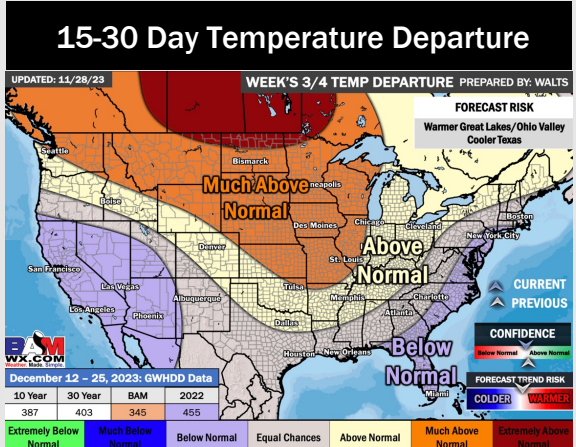 15-30 Day Temperature Departure
UPDATED: 11/28/23
WEEK'S 3/4 TEMP DEPARTURE PREPARED BY: WALTS
FORECAST RISK
Warmer Great Lakes/Ohio Valley
Cooler Texas
Seattle
Bismarck
Much Above
Normal
neapolis
Boise
Des Moines
Chicago
Cleveland
Boston
New York City
Denver
Above
Normal
St. Louis
San Francisco
Las Vegas
Tulsa
Albuquerque
Memphis
Charlotte
Los Angeles
Phoenix
Atlanta
Dallas
CURRENT
PREVIOUS
Houston
New Orleans
Below
Normal
Miami
CONFIDENCE
Below Normal
Above Normal
FORECAST TREND RISK
COLDER
WARMER
BAM
WX.COM
Weather. Made. Simple.
December 12 – 25, 2023: GWHDD Data
10 Year 30 Year BAM 2022
387 403 345 455
Extremely Below
Normal
Much Below
Normal
Below Normal
Equal Chances
Above Normal
Much Above
Normal
Extremely Above
Normal